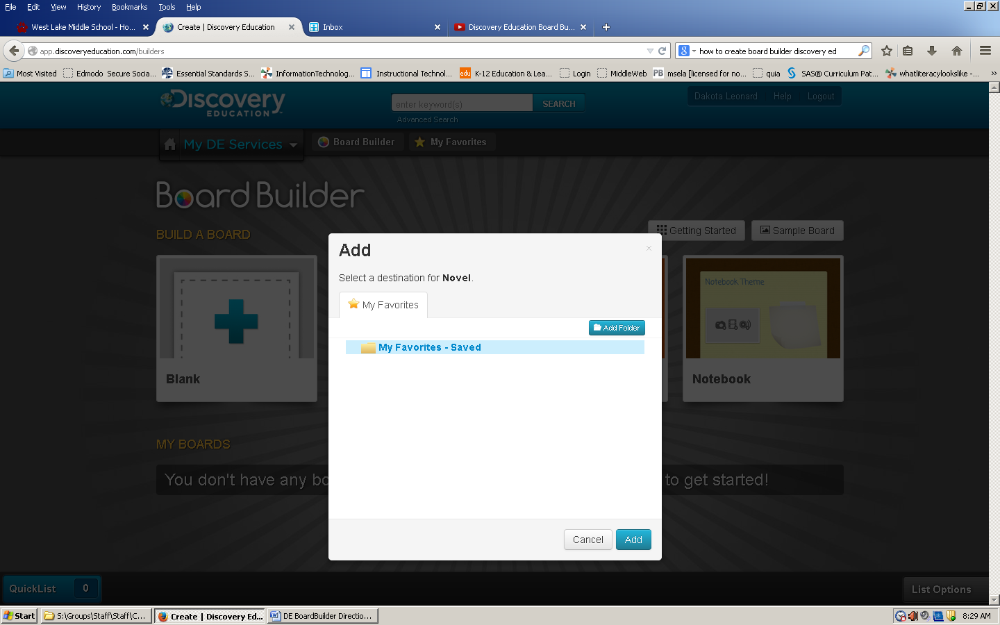 File Edit View History Bookmarks Tools Help
West Lake Middle School - Ho...
Create | Discovery Education
Inbox
Discovery Education Board Bu...
app.discoveryeducation.com/builders
how to create board builder discovery ed
Most Visited
Edmodo Secure Socia...
Essential Standards S...
InformationTechnolog...
Instructional Technol...
edu K-12 Education & Lea...
Login
MiddleWeb
PB msela [licensed for no...
quia
SAS® Curriculum Pat...
whatliteracylookslike -...
Discovery
EDUCATION
enter keyword(s)
SEARCH
Advanced Search
Dakota Leonard Help Logout
My DE Services
Board Builder
My Favorites
Board Builder
BUILD A BOARD
Getting Started
Sample Board
Blank
Notebook Theme
Notebook
Add
Select a destination for Novel.
My Favorites
Add Folder
My Favorites - Saved
Cancel
Add
MY BOARDS
You don't have any bo
to get started!
QuickList 0
List Options
Start
S:\Groups\Staff\Staff\C...
Create | Discovery Ed...
DE BoardBuilder Directio...
8:29 AM